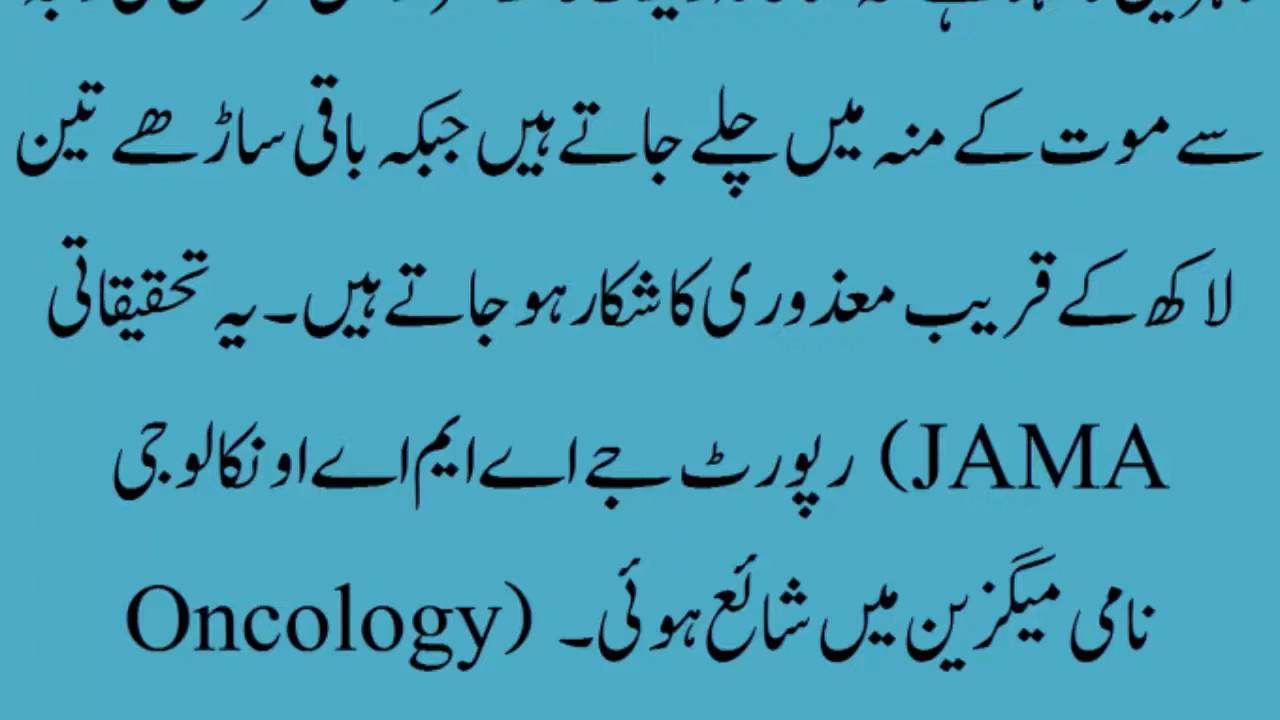 سے موت کے منہ میں چلے جاتے ہیں جبکہ باقی ساڑھے تین
لاکھ کے قریب معذوری کا شکار ہو جاتے ہیں۔ یہ تحقیقاتی
رپورٹ جے اے ایم اے اونکالوجی (JAMA
Oncology) نامی میگزین میں شائع ہوئی۔